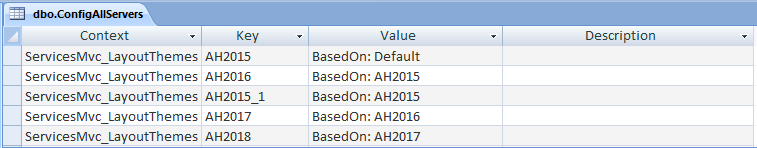 dbo.ConfigAllServers
Context Key Value Description
ServicesMvc_LayoutThemes AH2015 BasedOn: Default
ServicesMvc_LayoutThemes AH2016 BasedOn: AH2015
ServicesMvc_LayoutThemes AH2015_1 BasedOn: AH2015
ServicesMvc_LayoutThemes AH2017 BasedOn: AH2016
ServicesMvc_LayoutThemes AH2018 BasedOn: AH2017